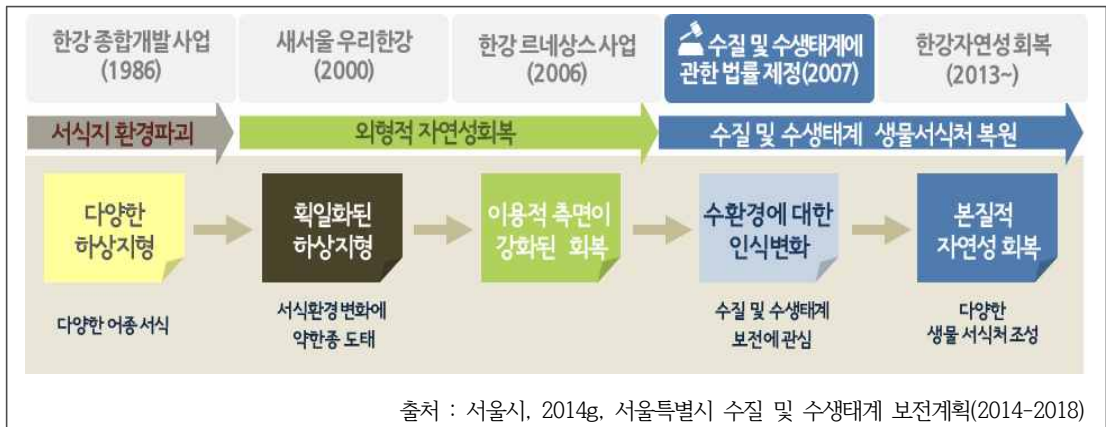 한강 종합개발 사업
(1986)
새서울 우리한강
(2000)
한강 르네상스 사업
(2006)
수질 및 수생태계에
관한 법률 제정(2007)
한강자연성 회복
(2013~)
서식지 환경파괴
외형적 자연성회복
수질 및 수생태계 생물서식처 복원
다양한
하상지형
획일화된
하상지형
이용적 측면이
강화된 회복
수환경에 대한
인식변화
본질적
자연성 회복
다양한 어종 서식
서식환경 변화에
약한종 도태
수질 및 수생태계
보전에 관심
다양한
생물 서식처 조성
출처 : 서울시, 2014g, 서울특별시 수질 및 수생태계 보전계획(2014-2018)